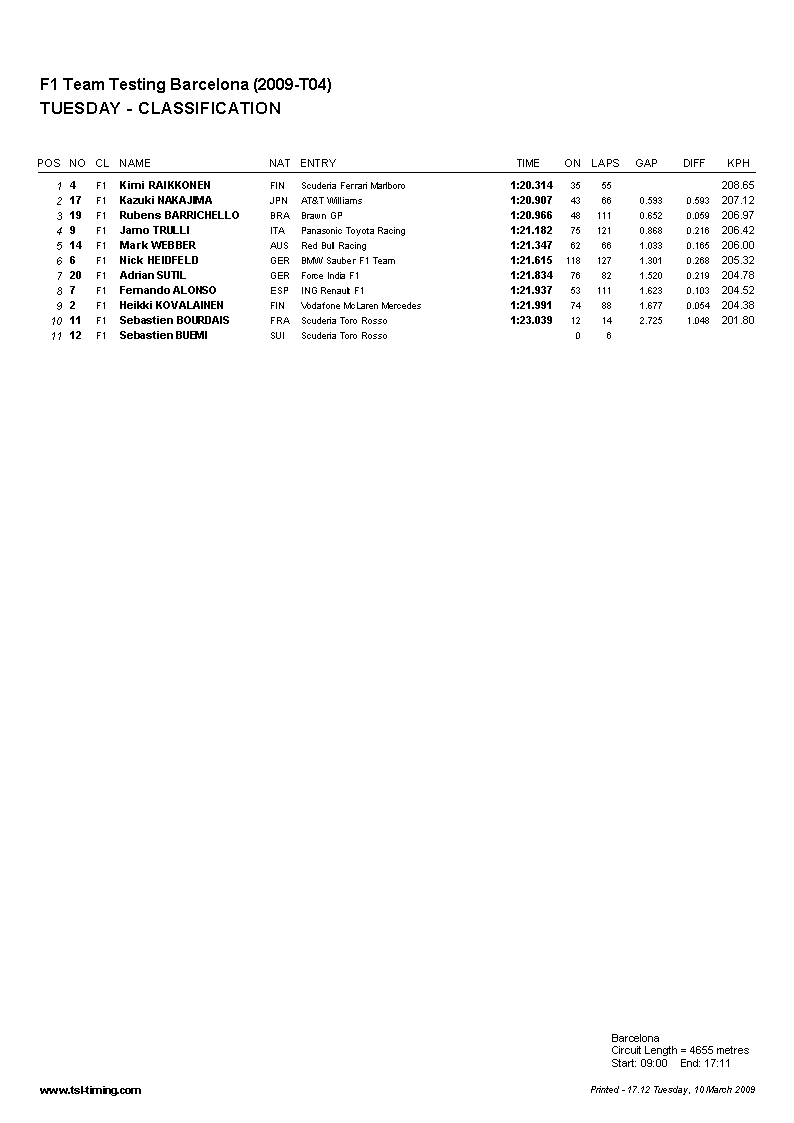 F1 Team Testing Barcelona (2009-T04)
TUESDAY - CLASSIFICATION
POS NO CL NAME NAT ENTRY TIME ON LAPS GAP DIFF KPH
1 4 F1 Kimi RAIKKONEN FIN Scuderia Ferrari Marlboro 1:20.314 35 55 208.65
2 17 F1 Kazuki NAKAJIMA JPN AT&T Williams 1:20.907 43 66 0.593 0.593 207.12
3 19 F1 Rubens BARRICHELLO BRA Brawn GP 1:20.966 48 111 0.652 0.059 206.97
4 9 F1 Jarno TRULLI ITA Panasonic Toyota Racing 1:21.182 75 121 0.868 0.216 206.42
5 14 F1 Mark WEBBER AUS Red Bull Racing 1:21.347 62 66 1.033 0.165 206.00
6 6 F1 Nick HEIDFELD GER BMW Sauber F1 Team 1:21.615 118 127 1.301 0.268 205.32
7 20 F1 Adrian SUTIL GER Force India F1 1:21.834 76 82 1.520 0.219 204.78
8 7 F1 Fernando ALONSO ESP ING Renault F1 1:21.937 53 111 1.623 0.103 204.52
9 2 F1 Heikki KOVALAINEN FIN Vodafone McLaren Mercedes 1:21.991 74 88 1.677 0.054 204.38
10 11 F1 Sebastien BOURDAIS FRA Scuderia Toro Rosso 1:23.039 12 14 2.725 1.048 201.80
11 12 F1 Sebastien BUEMI SUI Scuderia Toro Rosso 0 6
Barcelona
Circuit Length = 4655 metres
Start: 09:00 End: 17:11
www.tsl-timing.com Printed - 17.12 Tuesday, 10 March 2009